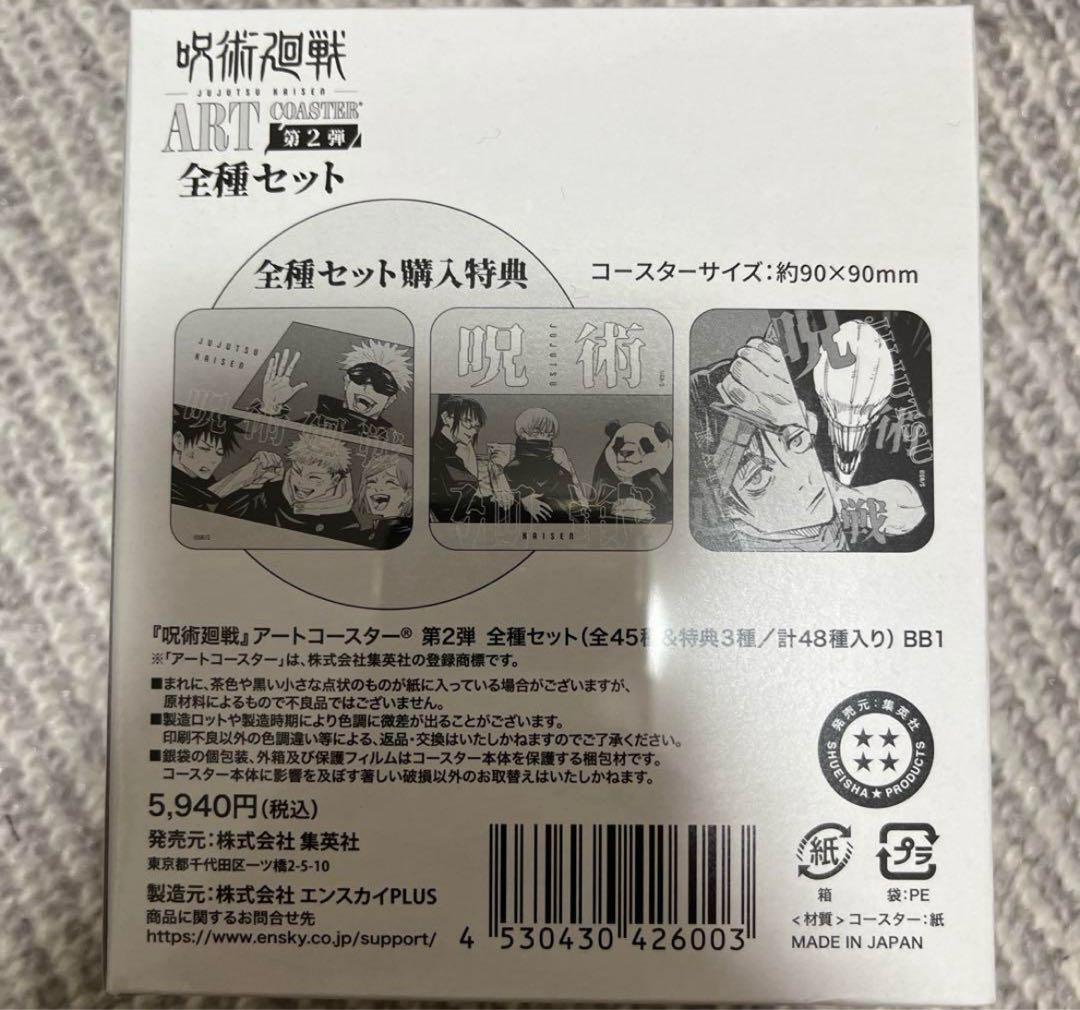 呪術廻戦
JUJUTSU KAISEN
ART COASTER®
第2弾
全種セット
全種セット購入特典
コースターサイズ:約90×90mm
JUJUTSU
KAISEN
呪術廻戦
呪術
JUJUTSU
廻戦
KAISEN
呪
JUJUTSU
術
戦
『呪術廻戦』アートコースター® 第2弾 全種セット(全45種&特典3種/計48種入り) BB1
※「アートコースター」は、株式会社集英社の登録商標です。
■まれに、茶色や黒い小さな点状のものが紙に入っている場合がございますが、
原材料によるもので不良品ではございません。
■製造ロットや製造時期により色調に微差が出ることがございます。
印刷不良以外の色調違い等による、返品・交換はいたしかねますのでご了承ください。
■銀袋の個包装、外箱及び保護フィルムはコースター本体を保護する梱包材です。
コースター本体に影響を及ぼす著しい破損以外のお取替えはいたしかねます。
5,940円(税込)
発売元:株式会社 集英社
東京都千代田区一ツ橋2-5-10
製造元:株式会社 エンスカイPLUS
商品に関するお問合せ先
https://www.ensky.co.jp/support/
4 530430 426003
発売元:集英社
SHUEISHA★PRODUCTS
紙
箱
プラ
袋:PE
<材質>コースター:紙
MADE IN JAPAN